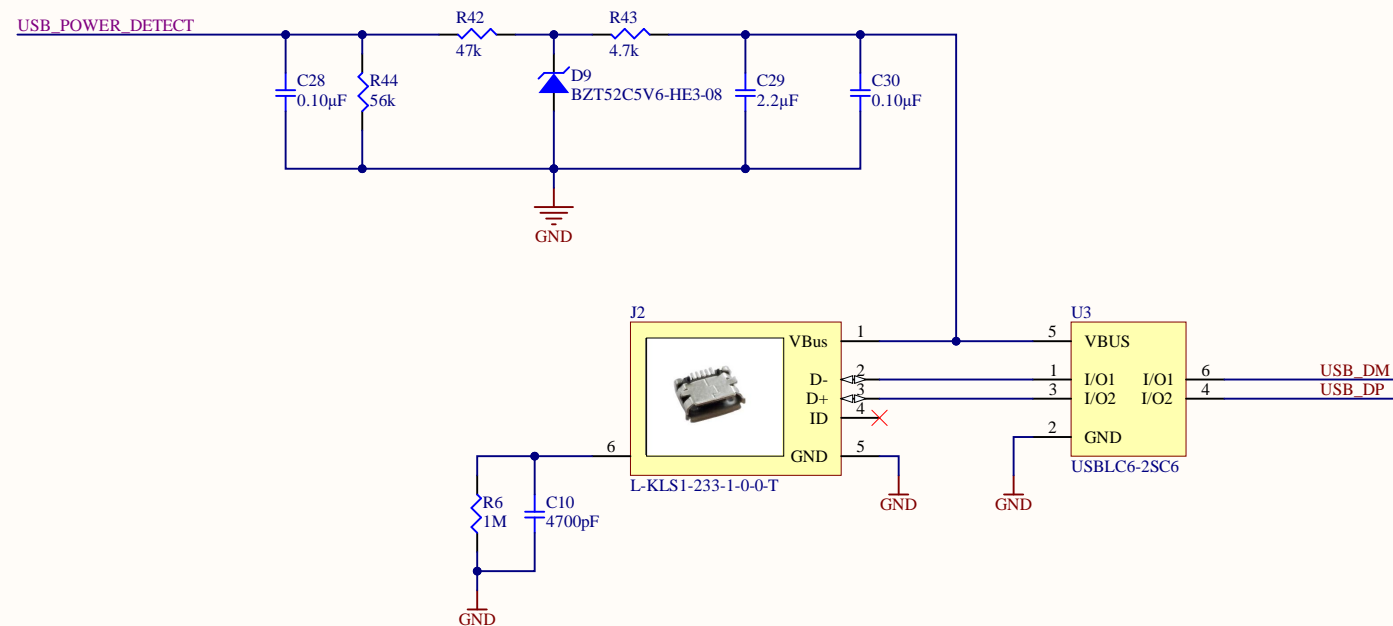 USB_POWER_DETECT
R42
47k
R43
4.7k
C28
0.10µF
R44
56k
D9
BZT52C5V6-HE3-08
C29
2.2µF
C30
0.10µF
GND
J2
VBus
1
D-
2
D+
3
ID
4
GND
5
6
L-KLS1-233-1-0-0-T
GND
U3
5
VBUS
1
I/O1
I/O1
6
USB_DM
3
I/O2
I/O2
4
USB_DP
2
GND
USBLC6-2SC6
GND
R6
1M
C10
4700pF
GND